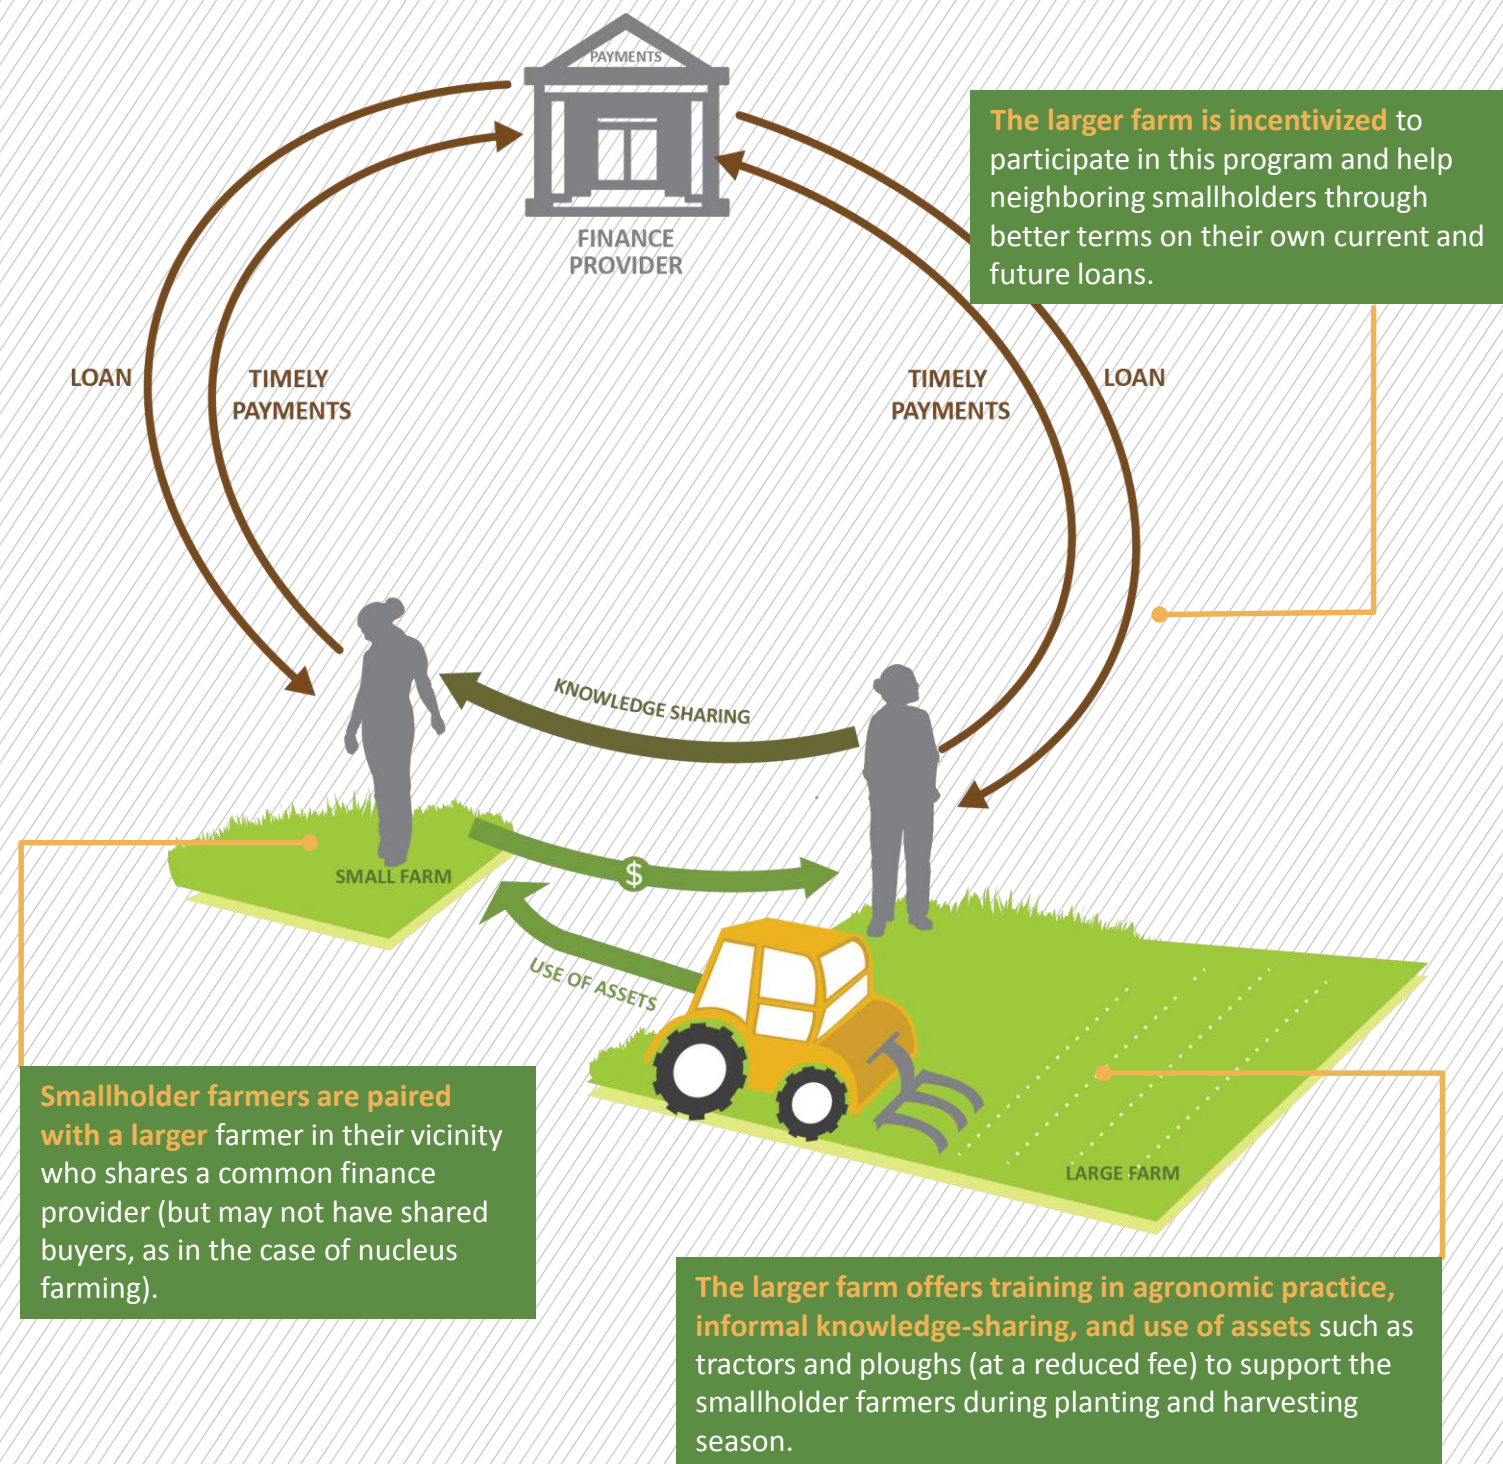 PAYMENTS
FINANCE
PROVIDER
The larger farm is incentivized to
participate in this program and help
neighboring smallholders through
better terms on their own current and
future loans.
LOAN
TIMELY
PAYMENTS
TIMELY
PAYMENTS
LOAN
KNOWLEDGE SHARING
SMALL FARM
$
USE OF ASSETS
LARGE FARM
Smallholder farmers are paired
with a larger farmer in their vicinity
who shares a common finance
provider (but may not have shared
buyers, as in the case of nucleus
farming).
The larger farm offers training in agronomic practice,
informal knowledge-sharing, and use of assets such as
tractors and ploughs (at a reduced fee) to support the
smallholder farmers during planting and harvesting
season.